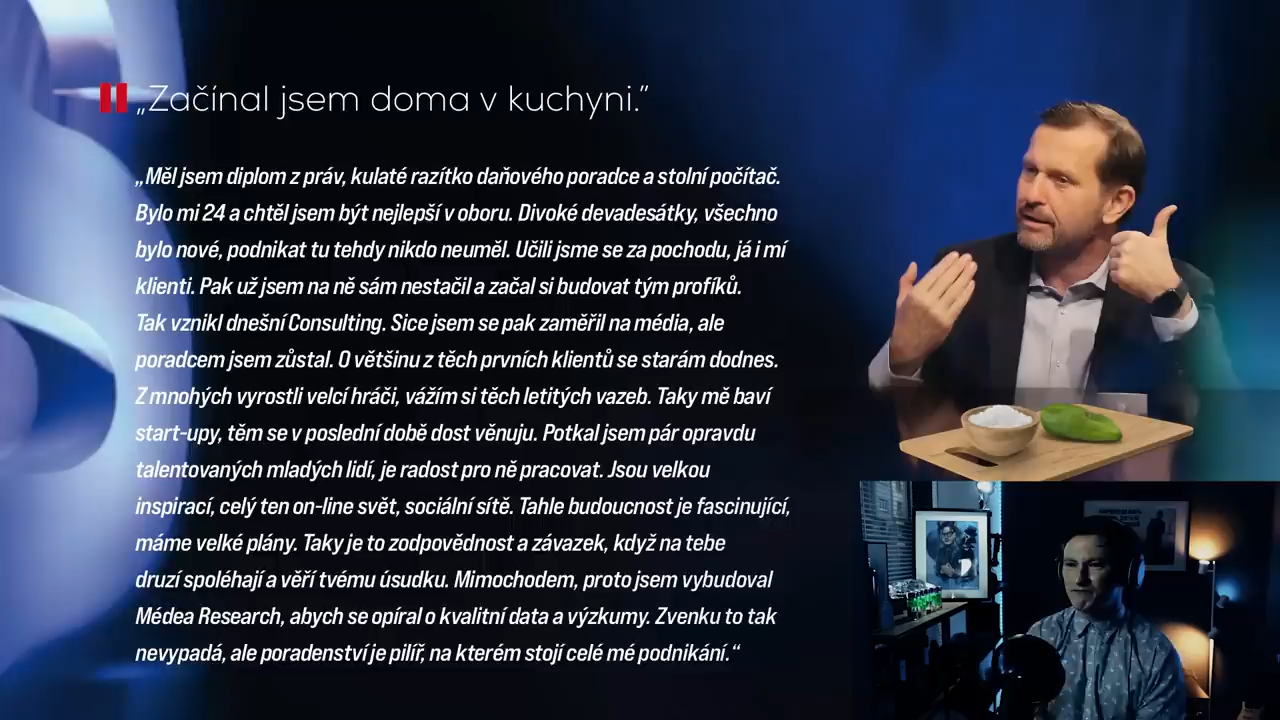 „Začínal jsem doma v kuchyni.“
„Měl jsem diplom z práv, kulaté razítko daňového poradce a stolní počítač.
Bylo mi 24 a chtěl jsem být nejlepší v oboru. Divoké devadesátky, všechno
bylo nové, podnikat tu tehdy nikdo neuměl. Učili jsme se za pochodu, já i mí
klienti. Pak už jsem na ně sám nestačil a začal si budovat tým profíků.
Tak vznikl dnešní Consulting. Sice jsem se pak zaměřil na média, ale
poradcem jsem zůstal. O většinu z těch prvních klientů se starám dodnes.
Z mnohých vyrostli velcí hráči, vážím si těch letitých vazeb. Taky mě baví
start-upy, těm se v poslední době dost věnuju. Potkal jsem pár opravdu
talentovaných mladých lidí, je radost pro ně pracovat. Jsou velkou
inspirací, celý ten on-line svět, sociální sítě. Tahle budoucnost je fascinující,
máme velké plány. Taky je to zodpovědnost a závazek, když na tebe
druzí spoléhají a věří tvému úsudku. Mimochodem, proto jsem vybudoval
Médea Research, abych se opíral o kvalitní data a výzkumy. Zvenku to tak
nevypadá, ale poradenství je pilíř, na kterém stojí celé mé podnikání.“